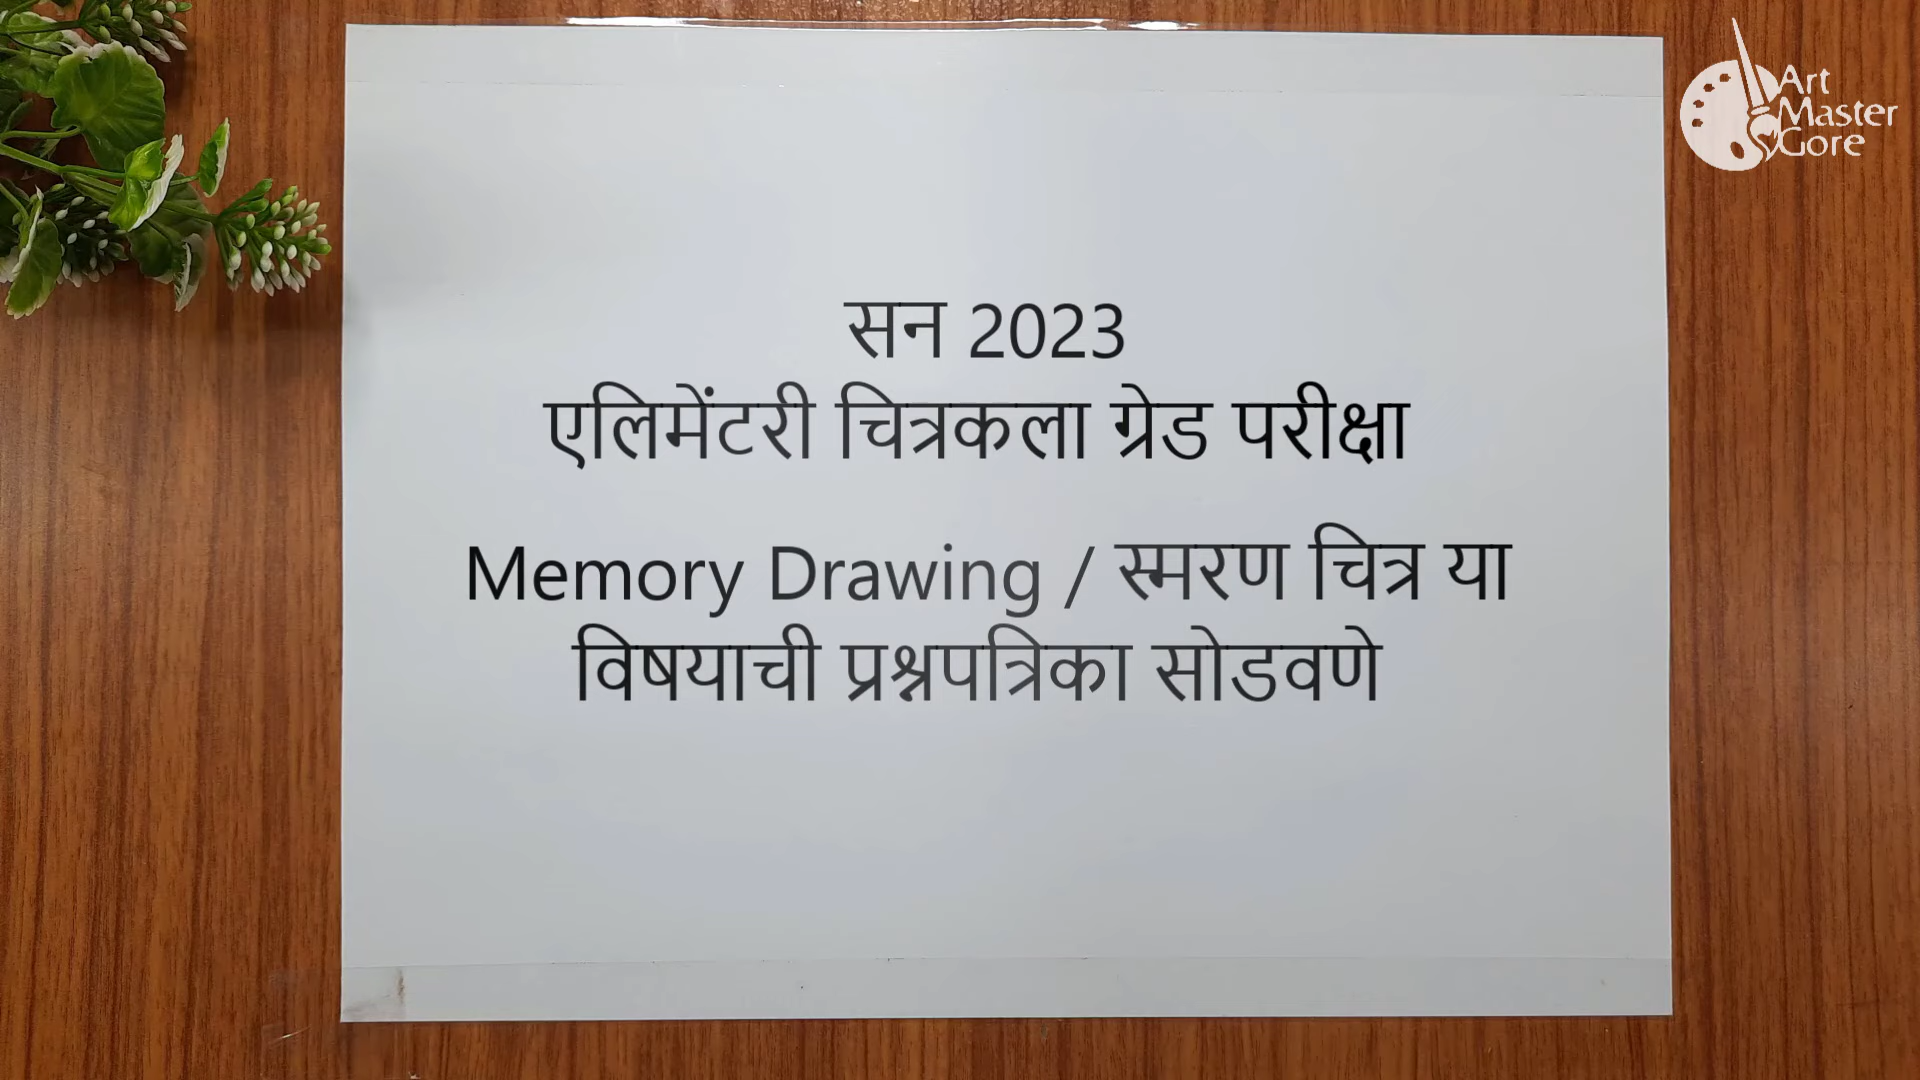 Art
Master
Gore
सन 2023
एलिमेंटरी चित्रकला ग्रेड परीक्षा
Memory Drawing / स्मरण चित्र या
विषयाची प्रश्नपत्रिका सोडवणे